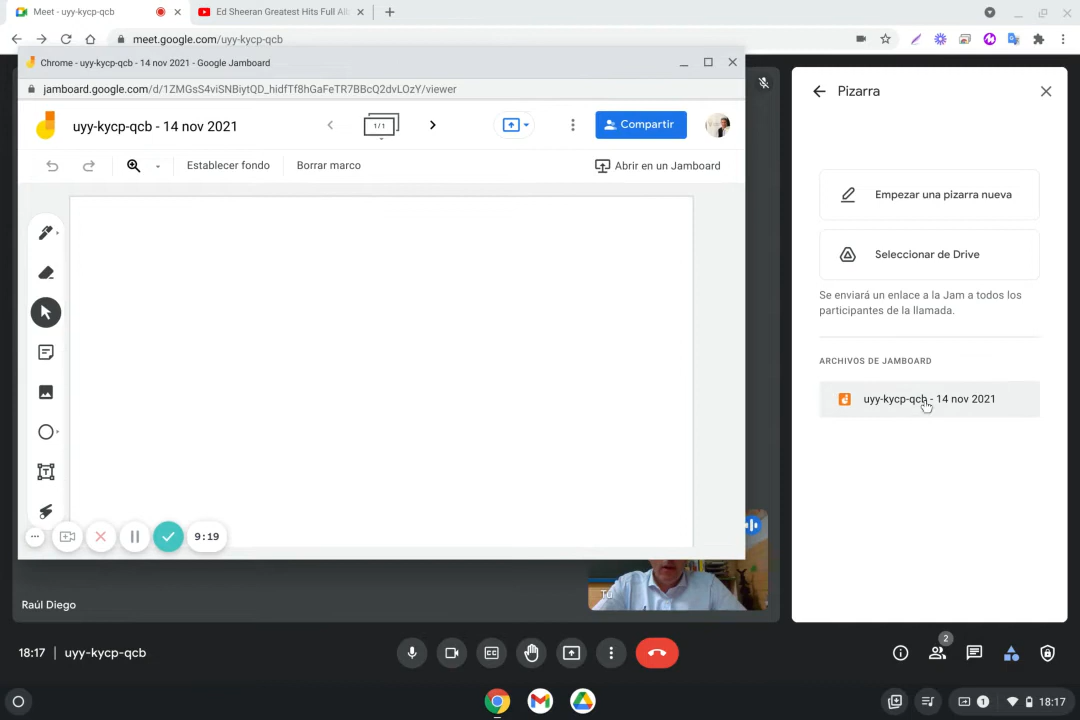 Meet - uyy-kycp-qcb
Ed Sheeran Greatest Hits Full Al
meet.google.com/uyy-kycp-qcb
Chrome - uyy-kycp-qcb - 14 nov 2021 - Google Jamboard
jamboard.google.com/d/1ZMGsS4viSNBiytQD_hidfTf8hGaFeTR7BBcQ2dvLOzY/viewer
uyy-kycp-qcb - 14 nov 2021
1/1
Compartir
Establecer fondo
Borrar marco
Abrir en un Jamboard
9:19
Pizarra
Empezar una pizarra nueva
Seleccionar de Drive
Se enviará un enlace a la Jam a todos los
participantes de la llamada.
ARCHIVOS DE JAMBOARD
uyy-kycp-qcb - 14 nov 2021
Tú
Raúl Diego
18:17 | uyy-kycp-qcb
CC
2
1
18:17